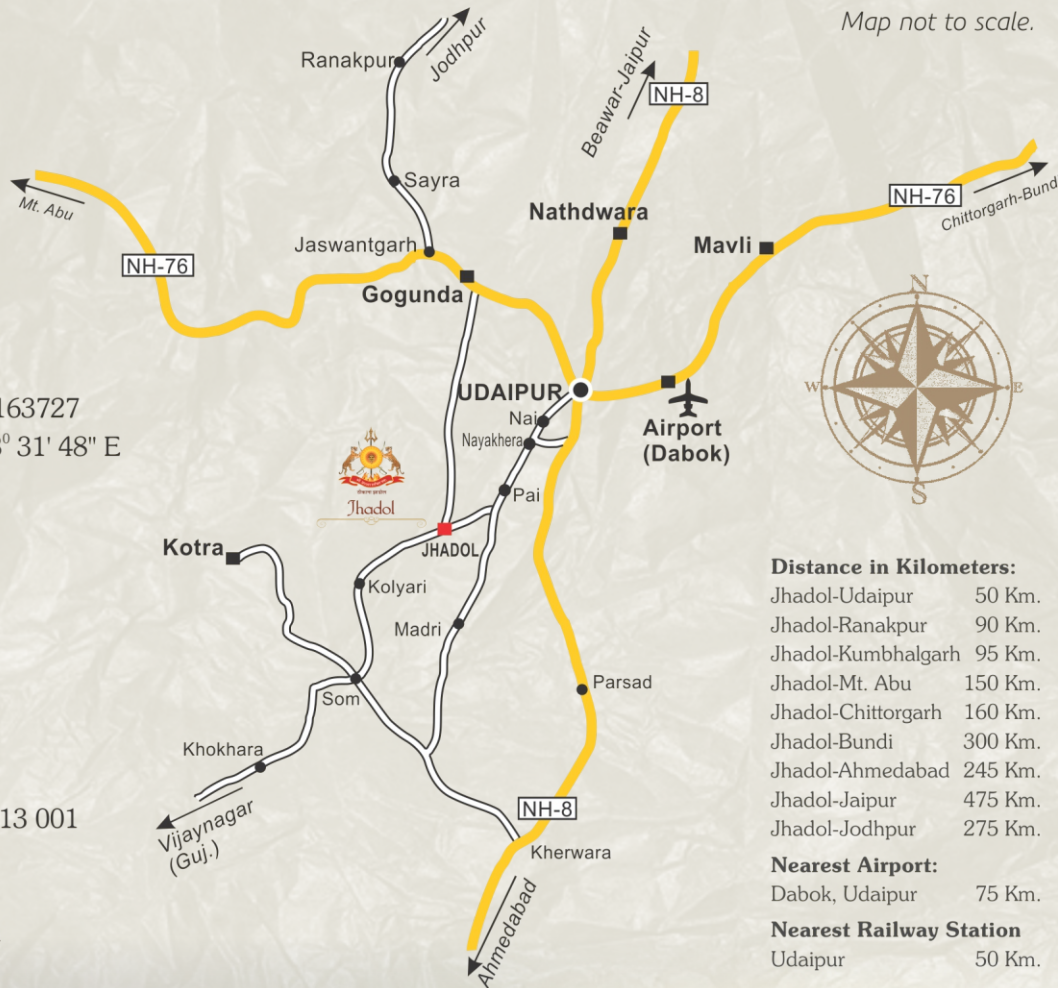 Map not to scale.
Ranakpur
Jodhpur
Beawar-Jaipur
NH-8
Sayra
Mt. Abu
NH-76
Chittorgarh-Bund
Nathdwara
Mavli
Jaswantgarh
NH-76
Gogunda
N
W
E
S
UDAIPUR
163727
31' 48" E
Nai
Nayakhera
Airport
(Dabok)
Jhadol
Pai
JHADOL
Kotra
Kolyari
Madri
Som
Parsad
Khokhara
Vijaynagar
(Guj.)
13 001
NH-8
Kherwara
Ahmedabad
Distance in Kilometers:
Jhadol-Udaipur 50 Km.
Jhadol-Ranakpur 90 Km.
Jhadol-Kumbhalgarh 95 Km.
Jhadol-Mt. Abu 150 Km.
Jhadol-Chittorgarh 160 Km.
Jhadol-Bundi 300 Km.
Jhadol-Ahmedabad 245 Km.
Jhadol-Jaipur 475 Km.
Jhadol-Jodhpur 275 Km.
Nearest Airport:
Dabok, Udaipur 75 Km.
Nearest Railway Station
Udaipur 50 Km.